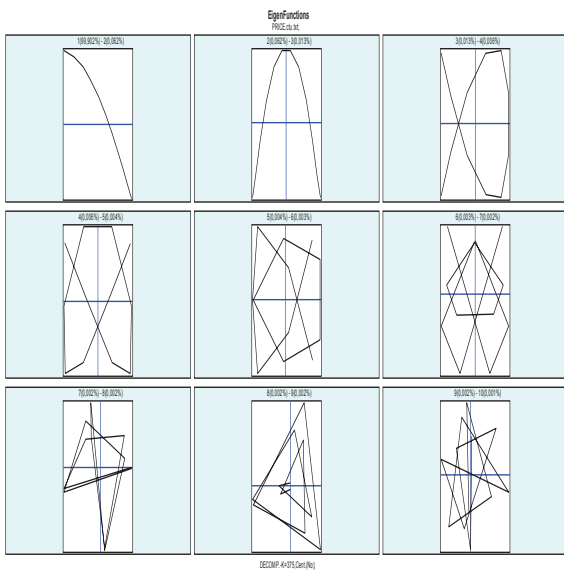 EigenFunctions
PRICE.ctu.txt;
1(99,902%) - 2(0,062%)
2(0,062%) - 3(0,013%)
3(0,013%) - 4(0,006%)
4(0,006%) - 5(0,004%)
5(0,004%) - 6(0,003%)
6(0,003%) - 7(0,002%)
7(0,002%) - 8(0,002%)
8(0,002%) - 9(0,002%)
9(0,002%) - 10(0,001%)
DECOMP.-K=375,Cent.(No);